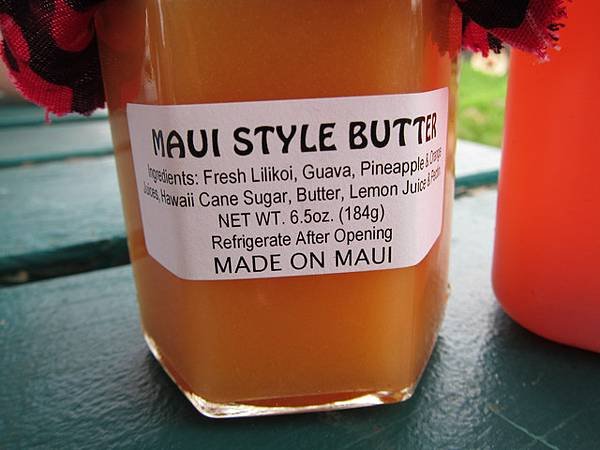 MAUI STYLE BUTTER
Ingredients: Fresh Lilikoi, Guava, Pineapple & Orange
Juices, Hawaii Cane Sugar, Butter, Lemon Juice & Pectin
NET WT. 6.5oz. (184g)
Refrigerate After Opening
MADE ON MAUI